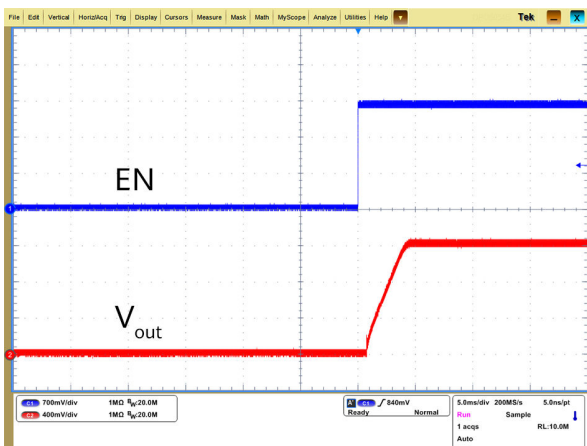 File Edit Vertical Horiz/Acq Trig Display Cursors Measure Mask Math MyScope Analyze Utilities Help Tek X
EN
1
Vout
2
C1 700mV/div 1MΩ BW:20.0M
C2 400mV/div 1MΩ BW:20.0M
A' C1 840mV
Ready Normal
5.0ms/div 200MS/s 5.0ns/pt
Run Sample
1 acqs RL:10.0M
Auto